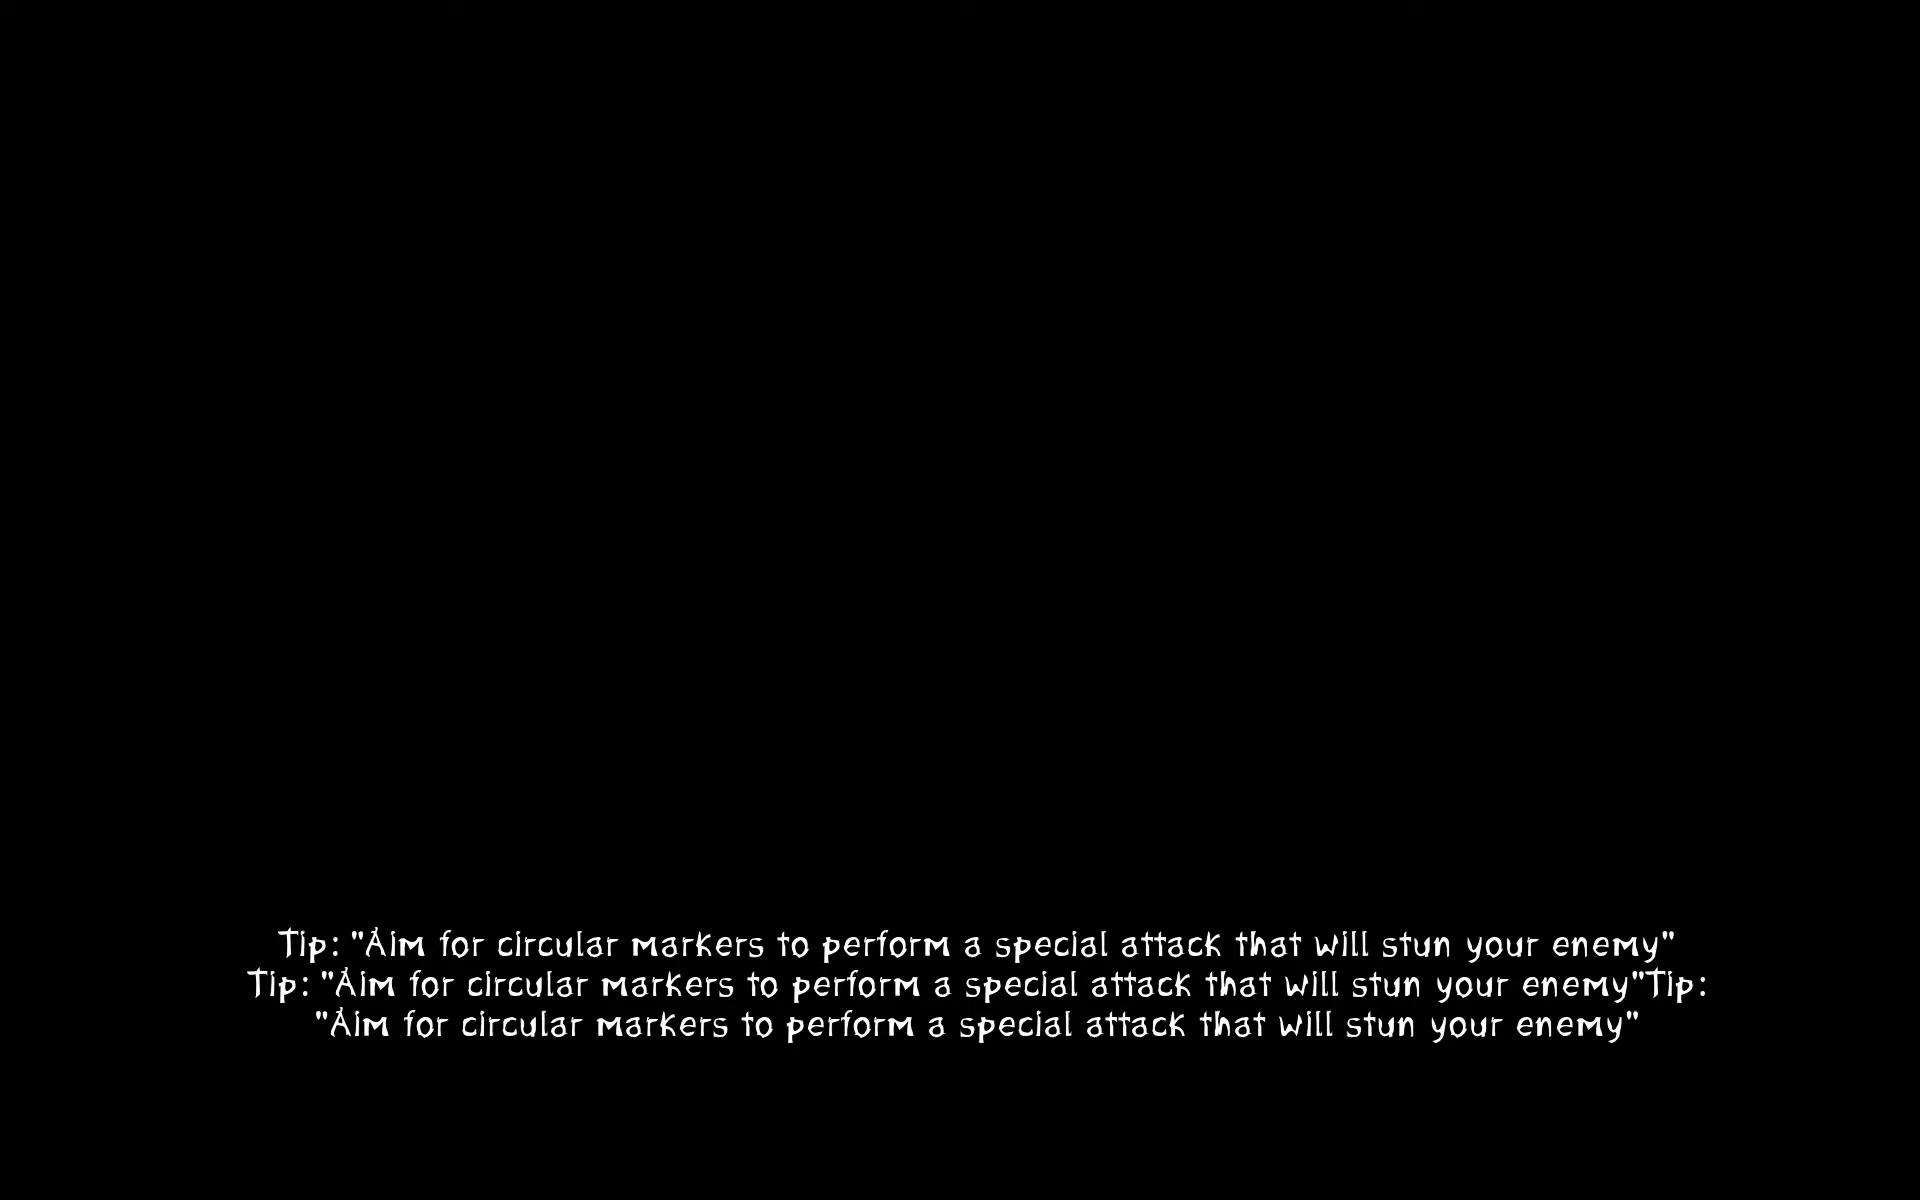 Tip: "Aim for circular markers to perform a special attack that will stun your enemy"
Tip: "Aim for circular markers to perform a special attack that will stun your enemy"Tip:
"Aim for circular markers to perform a special attack that will stun your enemy"